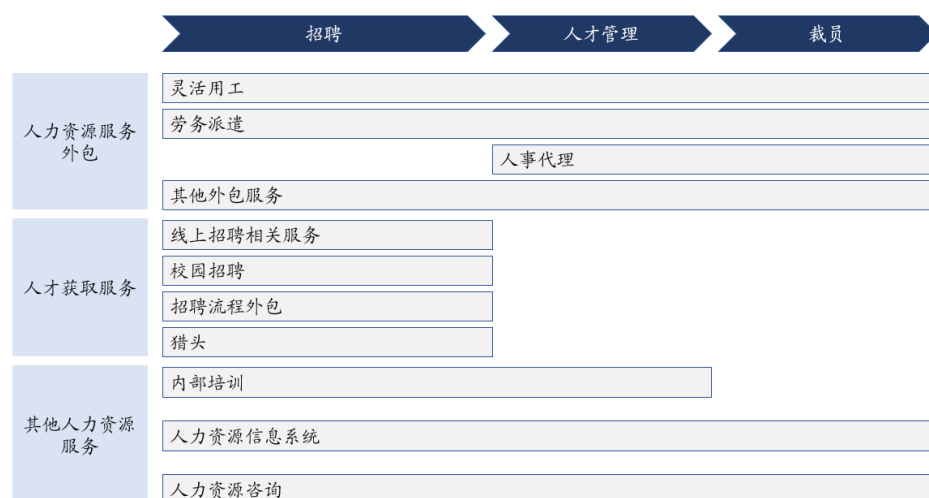 招聘
人才管理
裁员
人力资源服务
外包
灵活用工
劳务派遣
人事代理
其他外包服务
人才获取服务
线上招聘相关服务
校园招聘
招聘流程外包
猎头
其他人力资源
服务
内部培训
人力资源信息系统
人力资源咨询